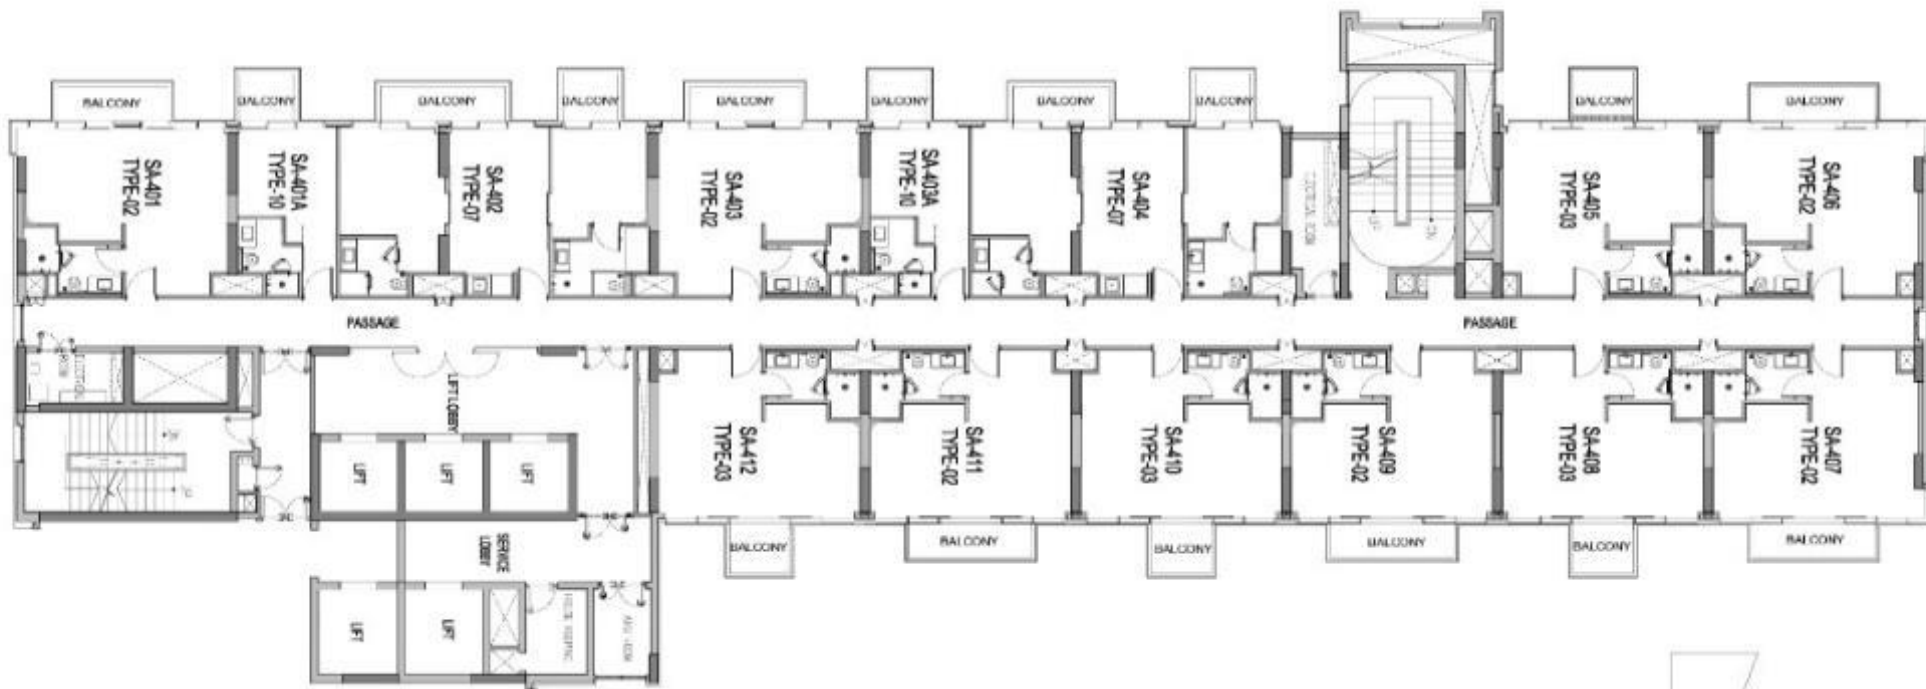 BALCONY
BALCONY
BALCONY
BALCONY
BALCONY
BALCONY
BALCONY
BALCONY
BALCONY
BALCONY
SA-401
TYPE-02
SA-401A
TYPE-10
SA-402
TYPE-07
SA-403
TYPE-02
SA-403A
TYPE-10
SA-404
TYPE-07
SA-405
TYPE-03
SA-406
TYPE-02
UP
DN
PASSAGE
PASSAGE
LIFT LOBBY
LIFT
LIFT
LIFT
SA-412
TYPE-03
SA-411
TYPE-02
SA-410
TYPE-03
SA-409
TYPE-02
SA-408
TYPE-03
SA-407
TYPE-02
SERVICE
LOBBY
BALCONY
BALCONY
BALCONY
BALCONY
BALCONY
BALCONY
LIFT
LIFT